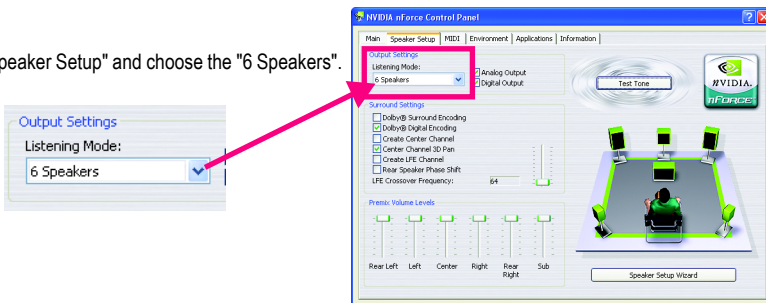 NVIDIA nForce Control Panel
Main Speaker Setup MIDI Environment Applications Information
peaker Setup" and choose the "6 Speakers".
Output Settings
Listening Mode:
6 Speakers
Output Settings
Listening Mode:
6 Speakers
Analog Output
Digital Output
Test Tone
NVIDIA.
nFORCE
Surround Settings
Dolby® Surround Encoding
Dolby® Digital Encoding
Create Center Channel
Center Channel 3D Pan
Create LFE Channel
Rear Speaker Phase Shift
LFE Crossover Frequency: 64
Premix Volume Levels
Rear Left Left Center Right Rear Right Sub
Speaker Setup Wizard